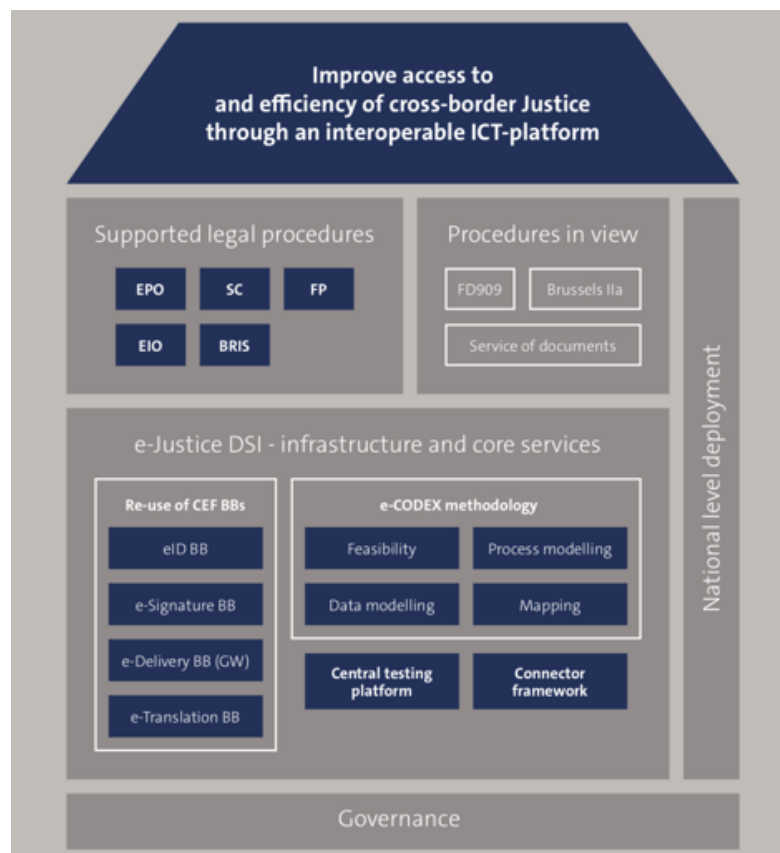 Improve access to
and efficiency of cross-border Justice
through an interoperable ICT-platform
Supported legal procedures
EPO
SC
FP
EIO
BRIS
Procedures in view
FD909
Brussels IIa
Service of documents
National level deployment
e-Justice DSI - infrastructure and core services
Re-use of CEF BBs
eID BB
e-Signature BB
e-Delivery BB (GW)
e-Translation BB
e-CODEX methodology
Feasibility
Process modelling
Data modelling
Mapping
Central testing
platform
Connector
framework
Governance